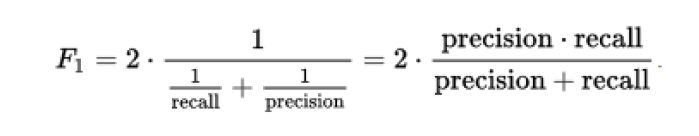 F₁ = 2 · 1 / (1/recall + 1/precision) = 2 · (precision · recall) / (precision + recall).